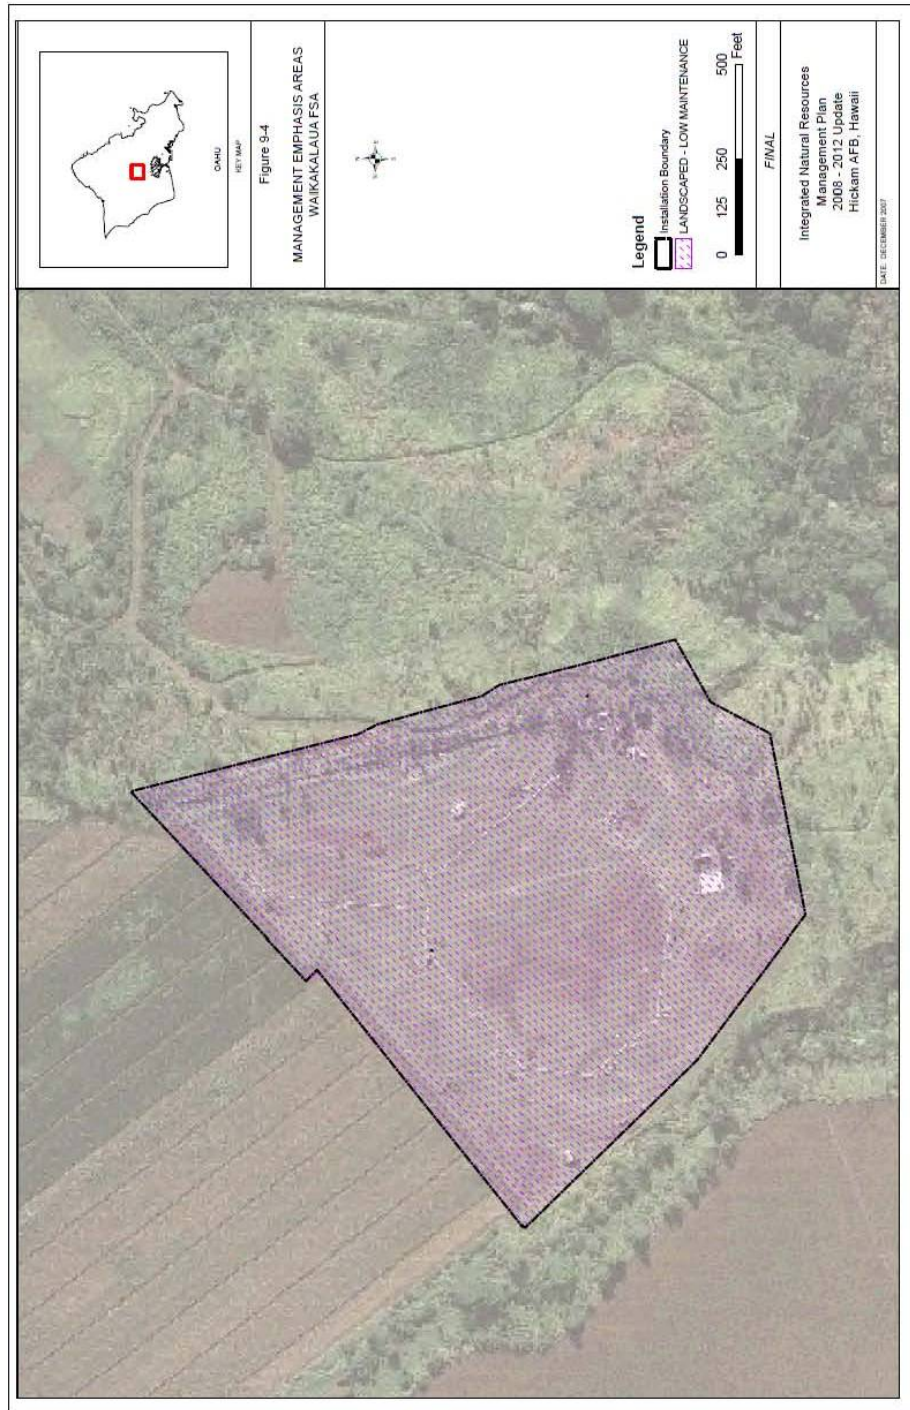 OAHU
KEY MAP
Figure 9-4
MANAGEMENT EMPHASIS AREAS
WAIKAKALAUA FSA
Legend
Installation Boundary
LANDSCAPED - LOW MAINTENANCE
0 125 250 500
Feet
FINAL
Integrated Natural Resources
Management Plan
2008 - 2012 Update
Hickam AFB, Hawaii
DATE: DECEMBER 2007